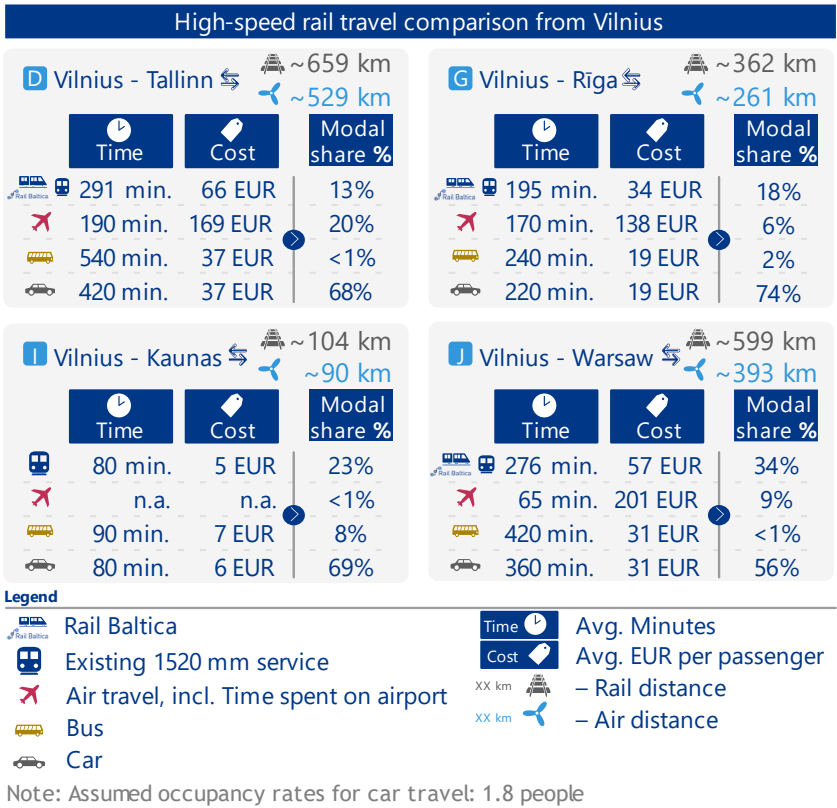 High-speed rail travel comparison from Vilnius
D Vilnius - Tallinn ~659 km
~529 km
Time Cost Modal share %
Rail Baltica 291 min. 66 EUR 13%
190 min. 169 EUR 20%
540 min. 37 EUR <1%
420 min. 37 EUR 68%
G Vilnius - Rīga ~362 km
~261 km
Time Cost Modal share %
Rail Baltica 195 min. 34 EUR 18%
170 min. 138 EUR 6%
240 min. 19 EUR 2%
220 min. 19 EUR 74%
I Vilnius - Kaunas ~104 km
~90 km
Time Cost Modal share %
80 min. 5 EUR 23%
n.a. n.a. <1%
90 min. 7 EUR 8%
80 min. 6 EUR 69%
J Vilnius - Warsaw ~599 km
~393 km
Time Cost Modal share %
Rail Baltica 276 min. 57 EUR 34%
65 min. 201 EUR 9%
420 min. 31 EUR <1%
360 min. 31 EUR 56%
Legend
Rail Baltica Rail Baltica
Existing 1520 mm service
Air travel, incl. Time spent on airport
Bus
Car
Time Avg. Minutes
Cost Avg. EUR per passenger
XX km – Rail distance
XX km – Air distance
Note: Assumed occupancy rates for car travel: 1.8 people